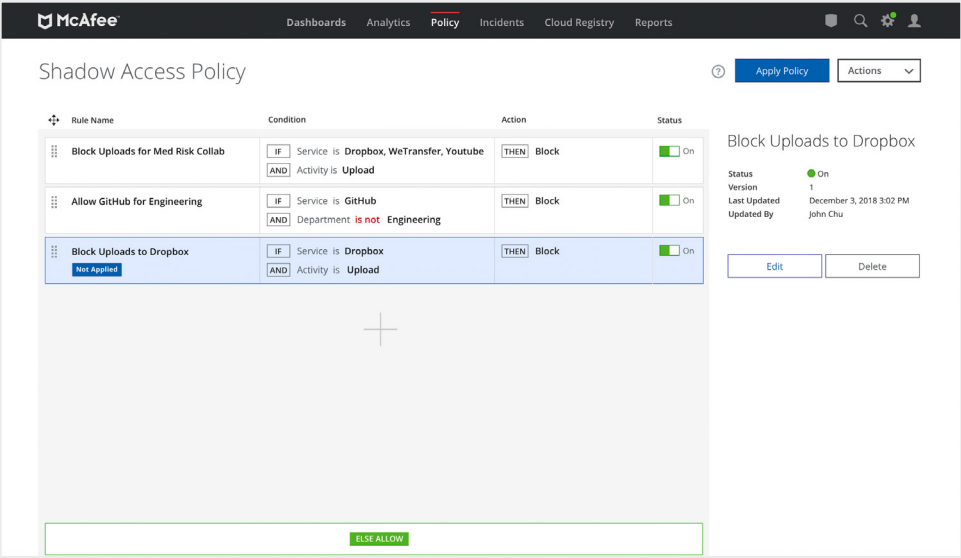 McAfee™
Dashboards Analytics Policy Incidents Cloud Registry Reports
Shadow Access Policy
? Apply Policy Actions
Rule Name Condition Action Status
Block Uploads for Med Risk Collab IF Service is Dropbox, WeTransfer, Youtube THEN Block On
AND Activity is Upload
Allow GitHub for Engineering IF Service is GitHub THEN Block On
AND Department is not Engineering
Block Uploads to Dropbox IF Service is Dropbox THEN Block On
Not Applied AND Activity is Upload
ELSE ALLOW
Block Uploads to Dropbox
Status On
Version 1
Last Updated December 3, 2018 3:02 PM
Updated By John Chu
Edit Delete